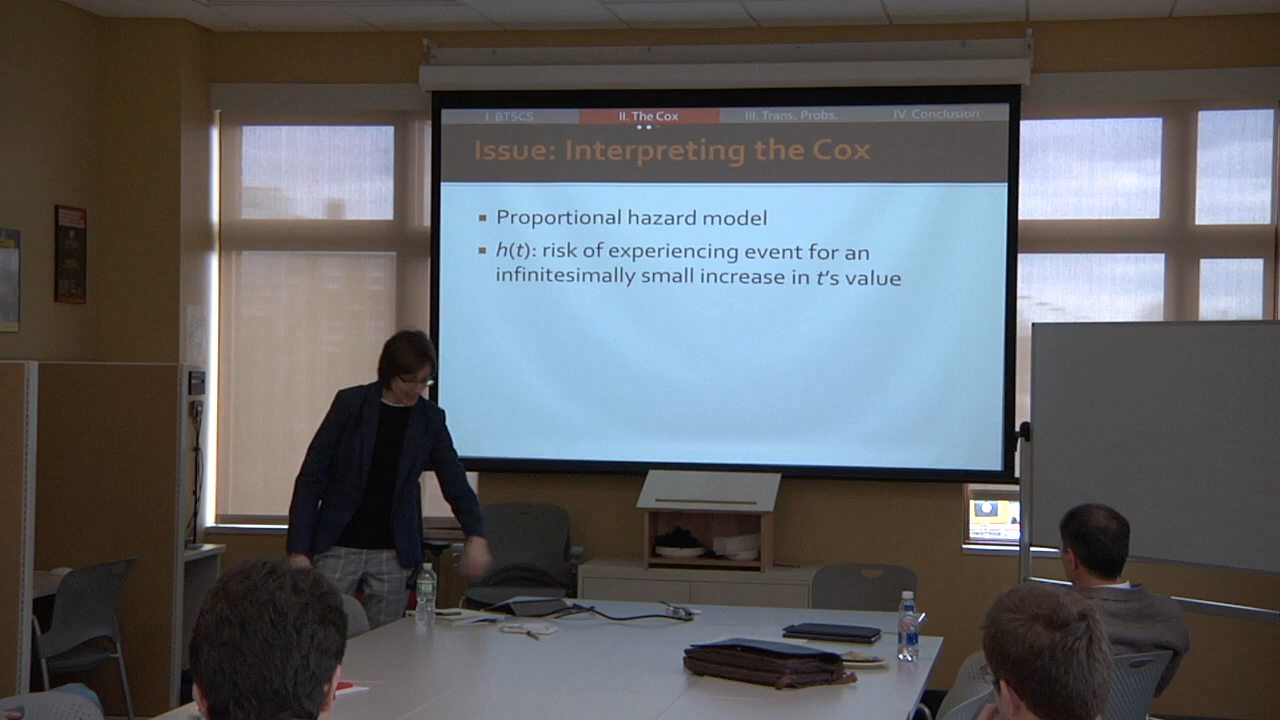 I. BTSCS II. The Cox III. Trans. Probs. IV. Conclusion
Issue: Interpreting the Cox
Proportional hazard model
h(t): risk of experiencing event for an
infinitesimally small increase in t's value